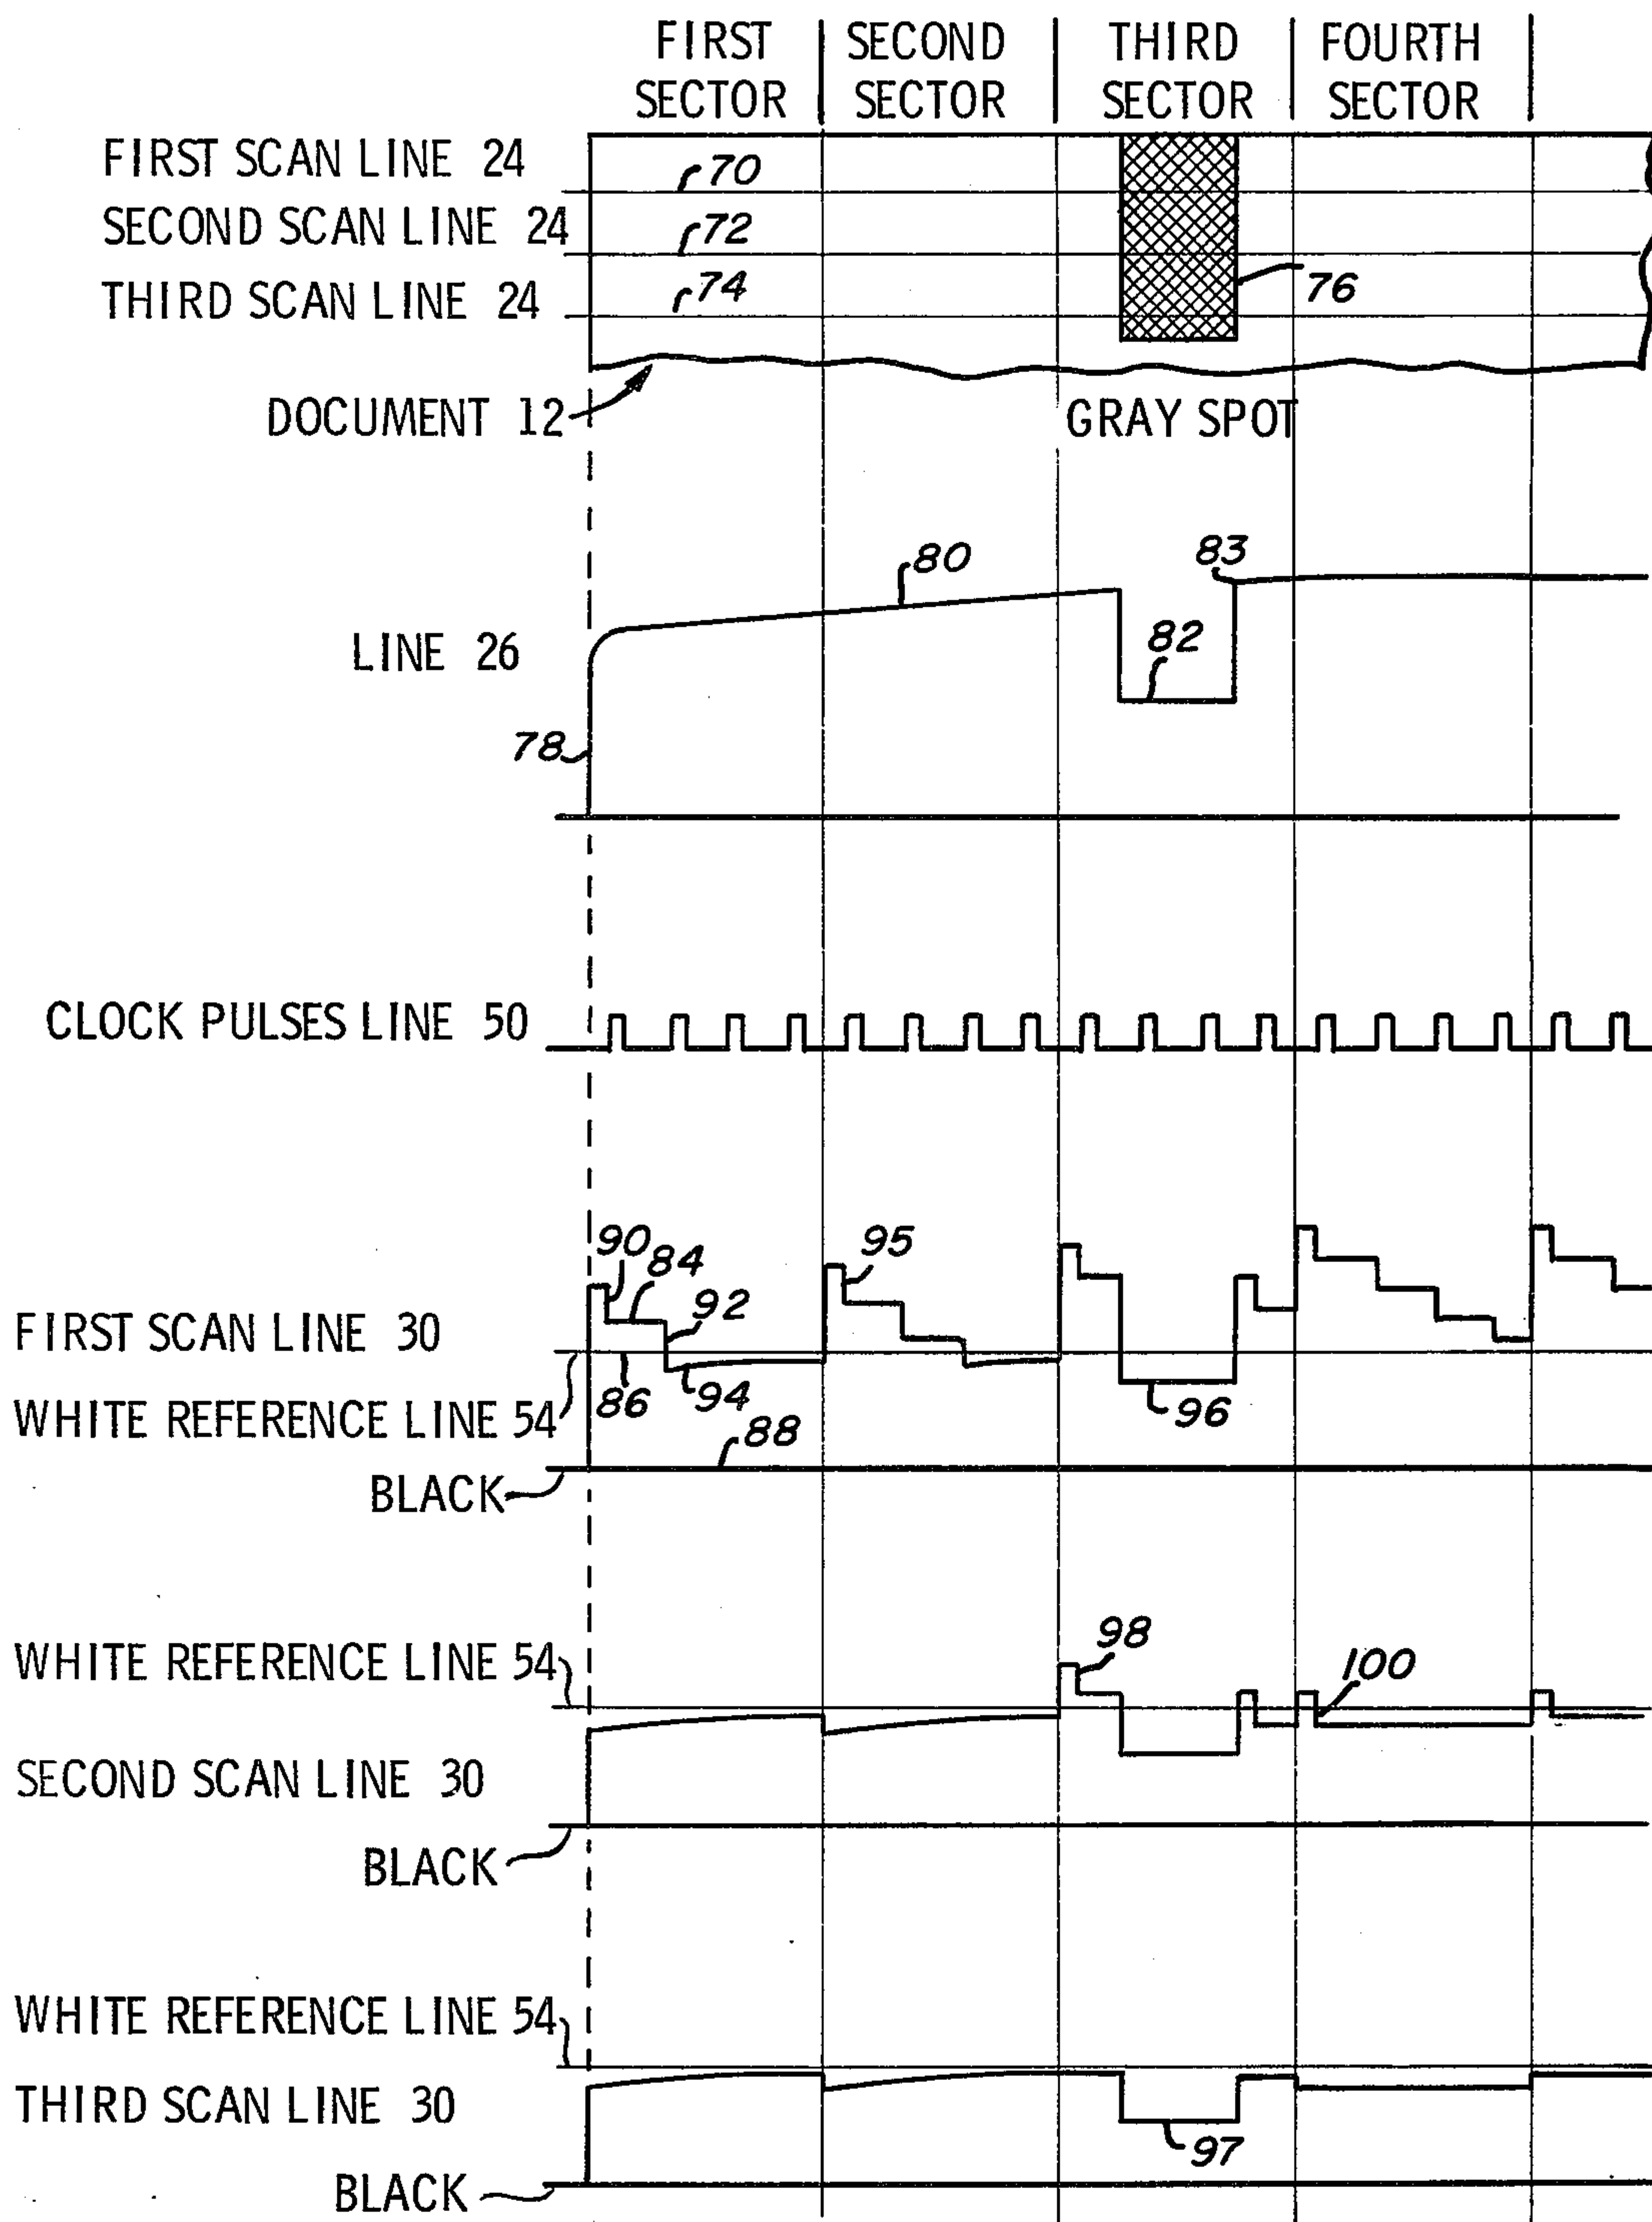 FIRST SECTOR
SECOND SECTOR
THIRD SECTOR
FOURTH SECTOR
FIRST SCAN LINE 24
70
SECOND SCAN LINE 24
72
THIRD SCAN LINE 24
74
76
DOCUMENT 12
GRAY SPOT
80
83
LINE 26
82
78
CLOCK PULSES LINE 50
90
84
92
95
FIRST SCAN LINE 30
WHITE REFERENCE LINE 54
86
94
96
88
BLACK
98
WHITE REFERENCE LINE 54
100
SECOND SCAN LINE 30
BLACK
WHITE REFERENCE LINE 54
THIRD SCAN LINE 30
97
BLACK